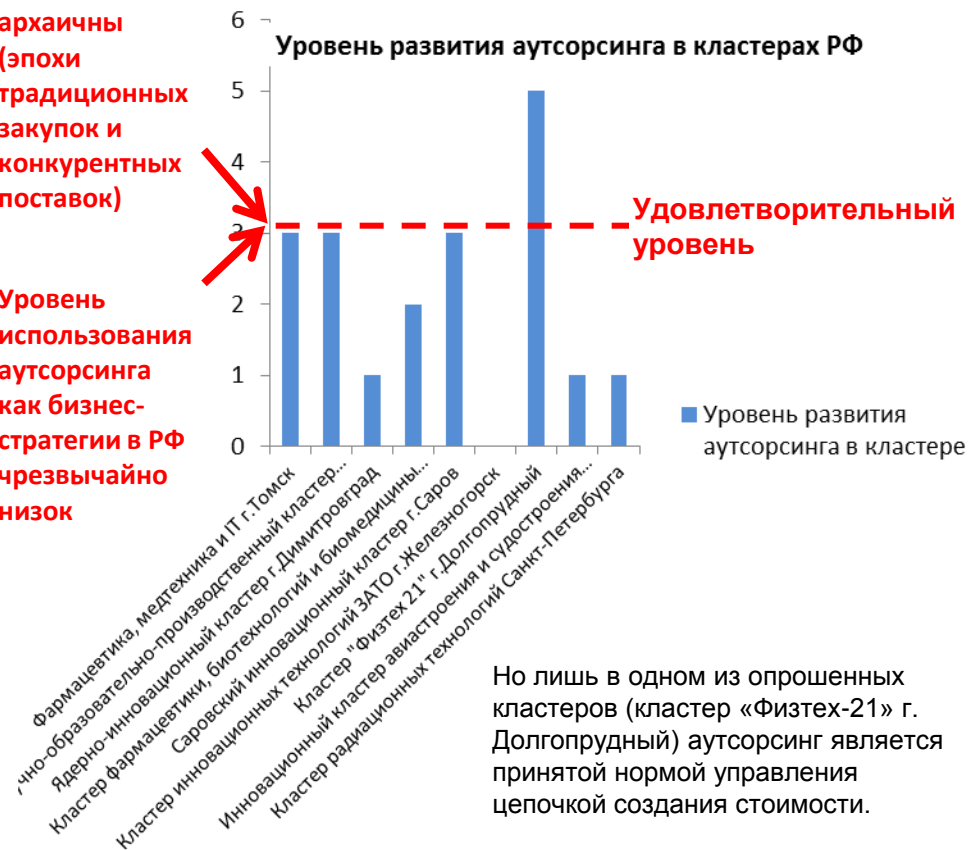 архаичны
(эпохи
традиционных
закупок и
конкурентных
поставок)
Уровень
использования
аутсорсинга
как бизнес-
стратегии в РФ
чрезвычайно
низок
Уровень развития аутсорсинга в кластерах РФ
6
5
4
3
2
1
0
Удовлетворительный
уровень
Уровень развития
аутсорсинга в кластере
Фармацевтика, медтехника и IT г.Томск
чно-образовательно-производственный кластер…
Ядерно-инновационный кластер г.Димитровград
Кластер фармацевтики, биотехнологий и биомедицины…
Саровский инновационный кластер г.Саров
Кластер инновационных технологий ЗАТО г.Железногорск
Кластер "Физтех 21" г.Долгопрудный
Инновационный кластер авиастроения и судостроения…
Кластер радиационных технологий Санкт-Петербурга
Но лишь в одном из опрошенных
кластеров (кластер «Физтех-21» г.
Долгопрудный) аутсорсинг является
принятой нормой управления
цепочкой создания стоимости.